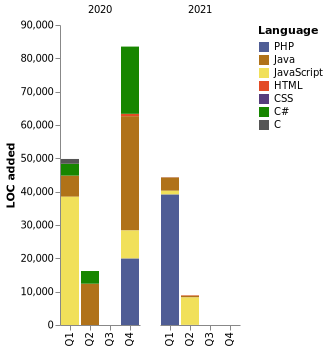 2020
2021
90,000
80,000
70,000
60,000
50,000
40,000
30,000
20,000
10,000
0
LOC added
Q1
Q2
Q3
Q4
Q1
Q2
Q3
Q4
Language
PHP
Java
JavaScript
HTML
CSS
C#
C